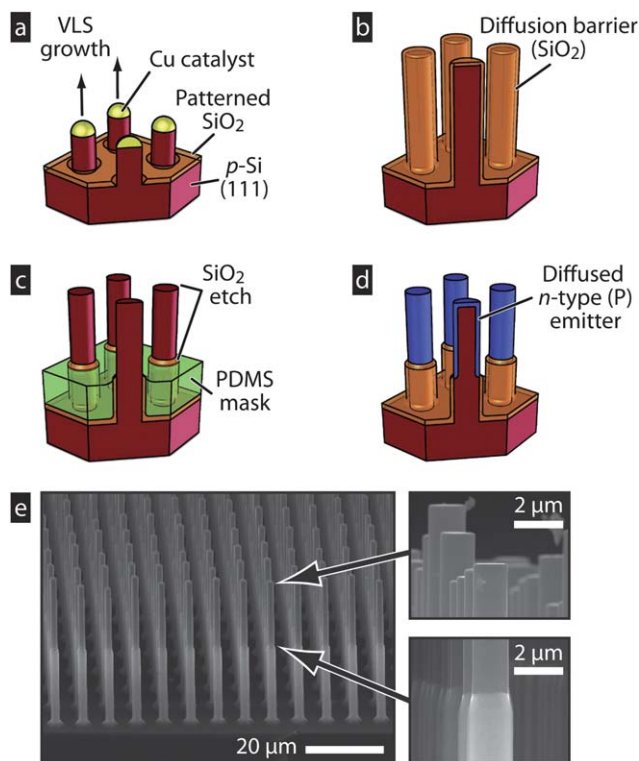 a
VLS
growth
Cu catalyst
Patterned
SiO₂
p-Si
(111)
b
Diffusion barrier
(SiO₂)
c
SiO₂
etch
PDMS
mask
d
Diffused
n-type (P)
emitter
e
20 μm
2 μm
2 μm